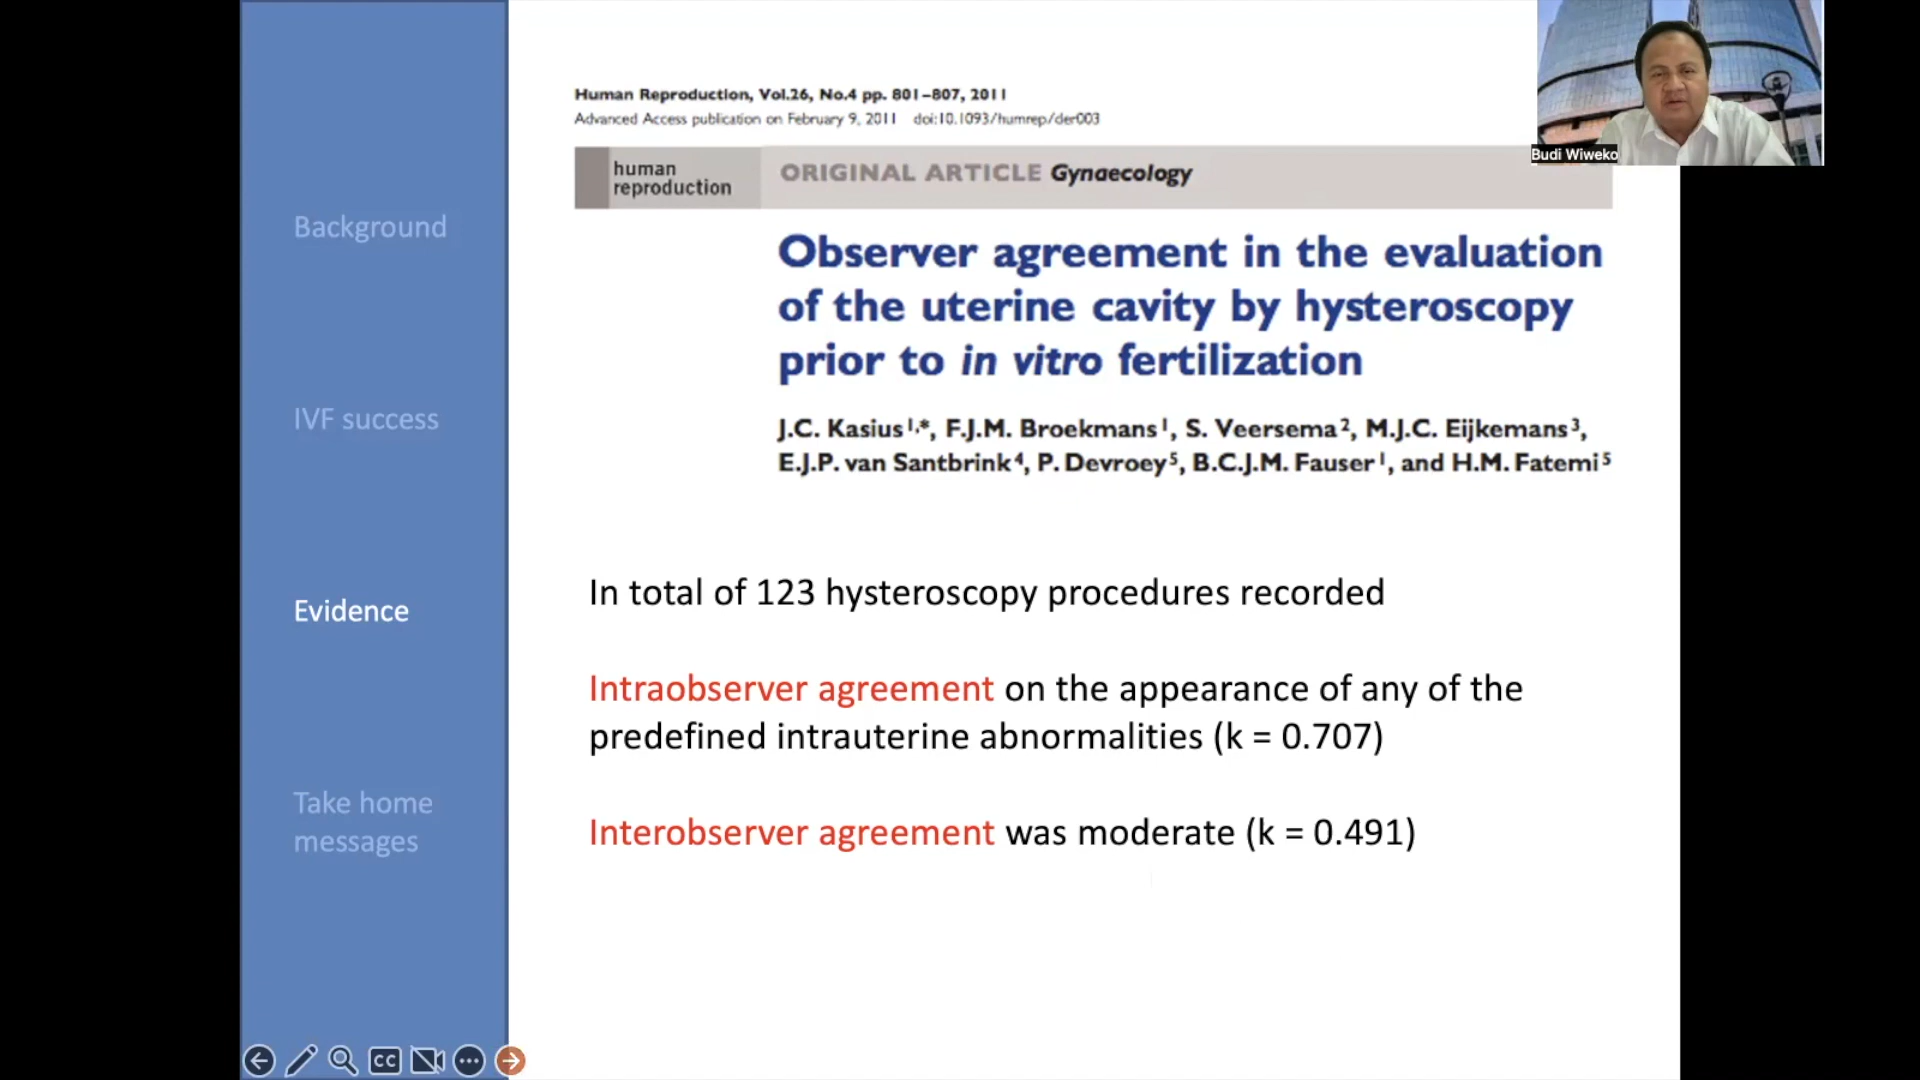 Human Reproduction, Vol.26, No.4 pp. 801–807, 2011
Advanced Access publication on February 9, 2011 doi:10.1093/humrep/der003
human
reproduction
ORIGINAL ARTICLE Gynaecology
Observer agreement in the evaluation
of the uterine cavity by hysteroscopy
prior to in vitro fertilization
J.C. Kasius1,*, F.J.M. Broekmans1, S. Veersema2, M.J.C. Eijkemans3,
E.J.P. van Santbrink4, P. Devroey5, B.C.J.M. Fauser1, and H.M. Fatemi5
In total of 123 hysteroscopy procedures recorded
Intraobserver agreement on the appearance of any of the
predefined intrauterine abnormalities (k = 0.707)
Interobserver agreement was moderate (k = 0.491)
Background
IVF success
Evidence
Take home
messages
Budi Wiweko
CC